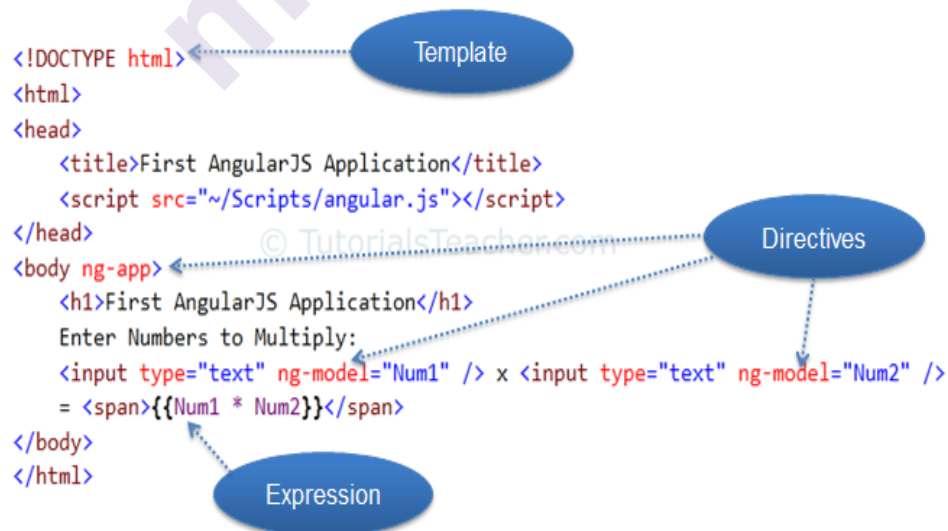 Template
<!DOCTYPE html>
<html>
<head>
<title>First AngularJS Application</title>
<script src="~/Scripts/angular.js"></script>
</head>
© TutorialsTeacher.com
Directives
<body ng-app>
<h1>First AngularJS Application</h1>
Enter Numbers to Multiply:
<input type="text" ng-model="Num1" /> x <input type="text" ng-model="Num2" />
= <span>{{Num1 * Num2}}</span>
</body>
</html>
Expression